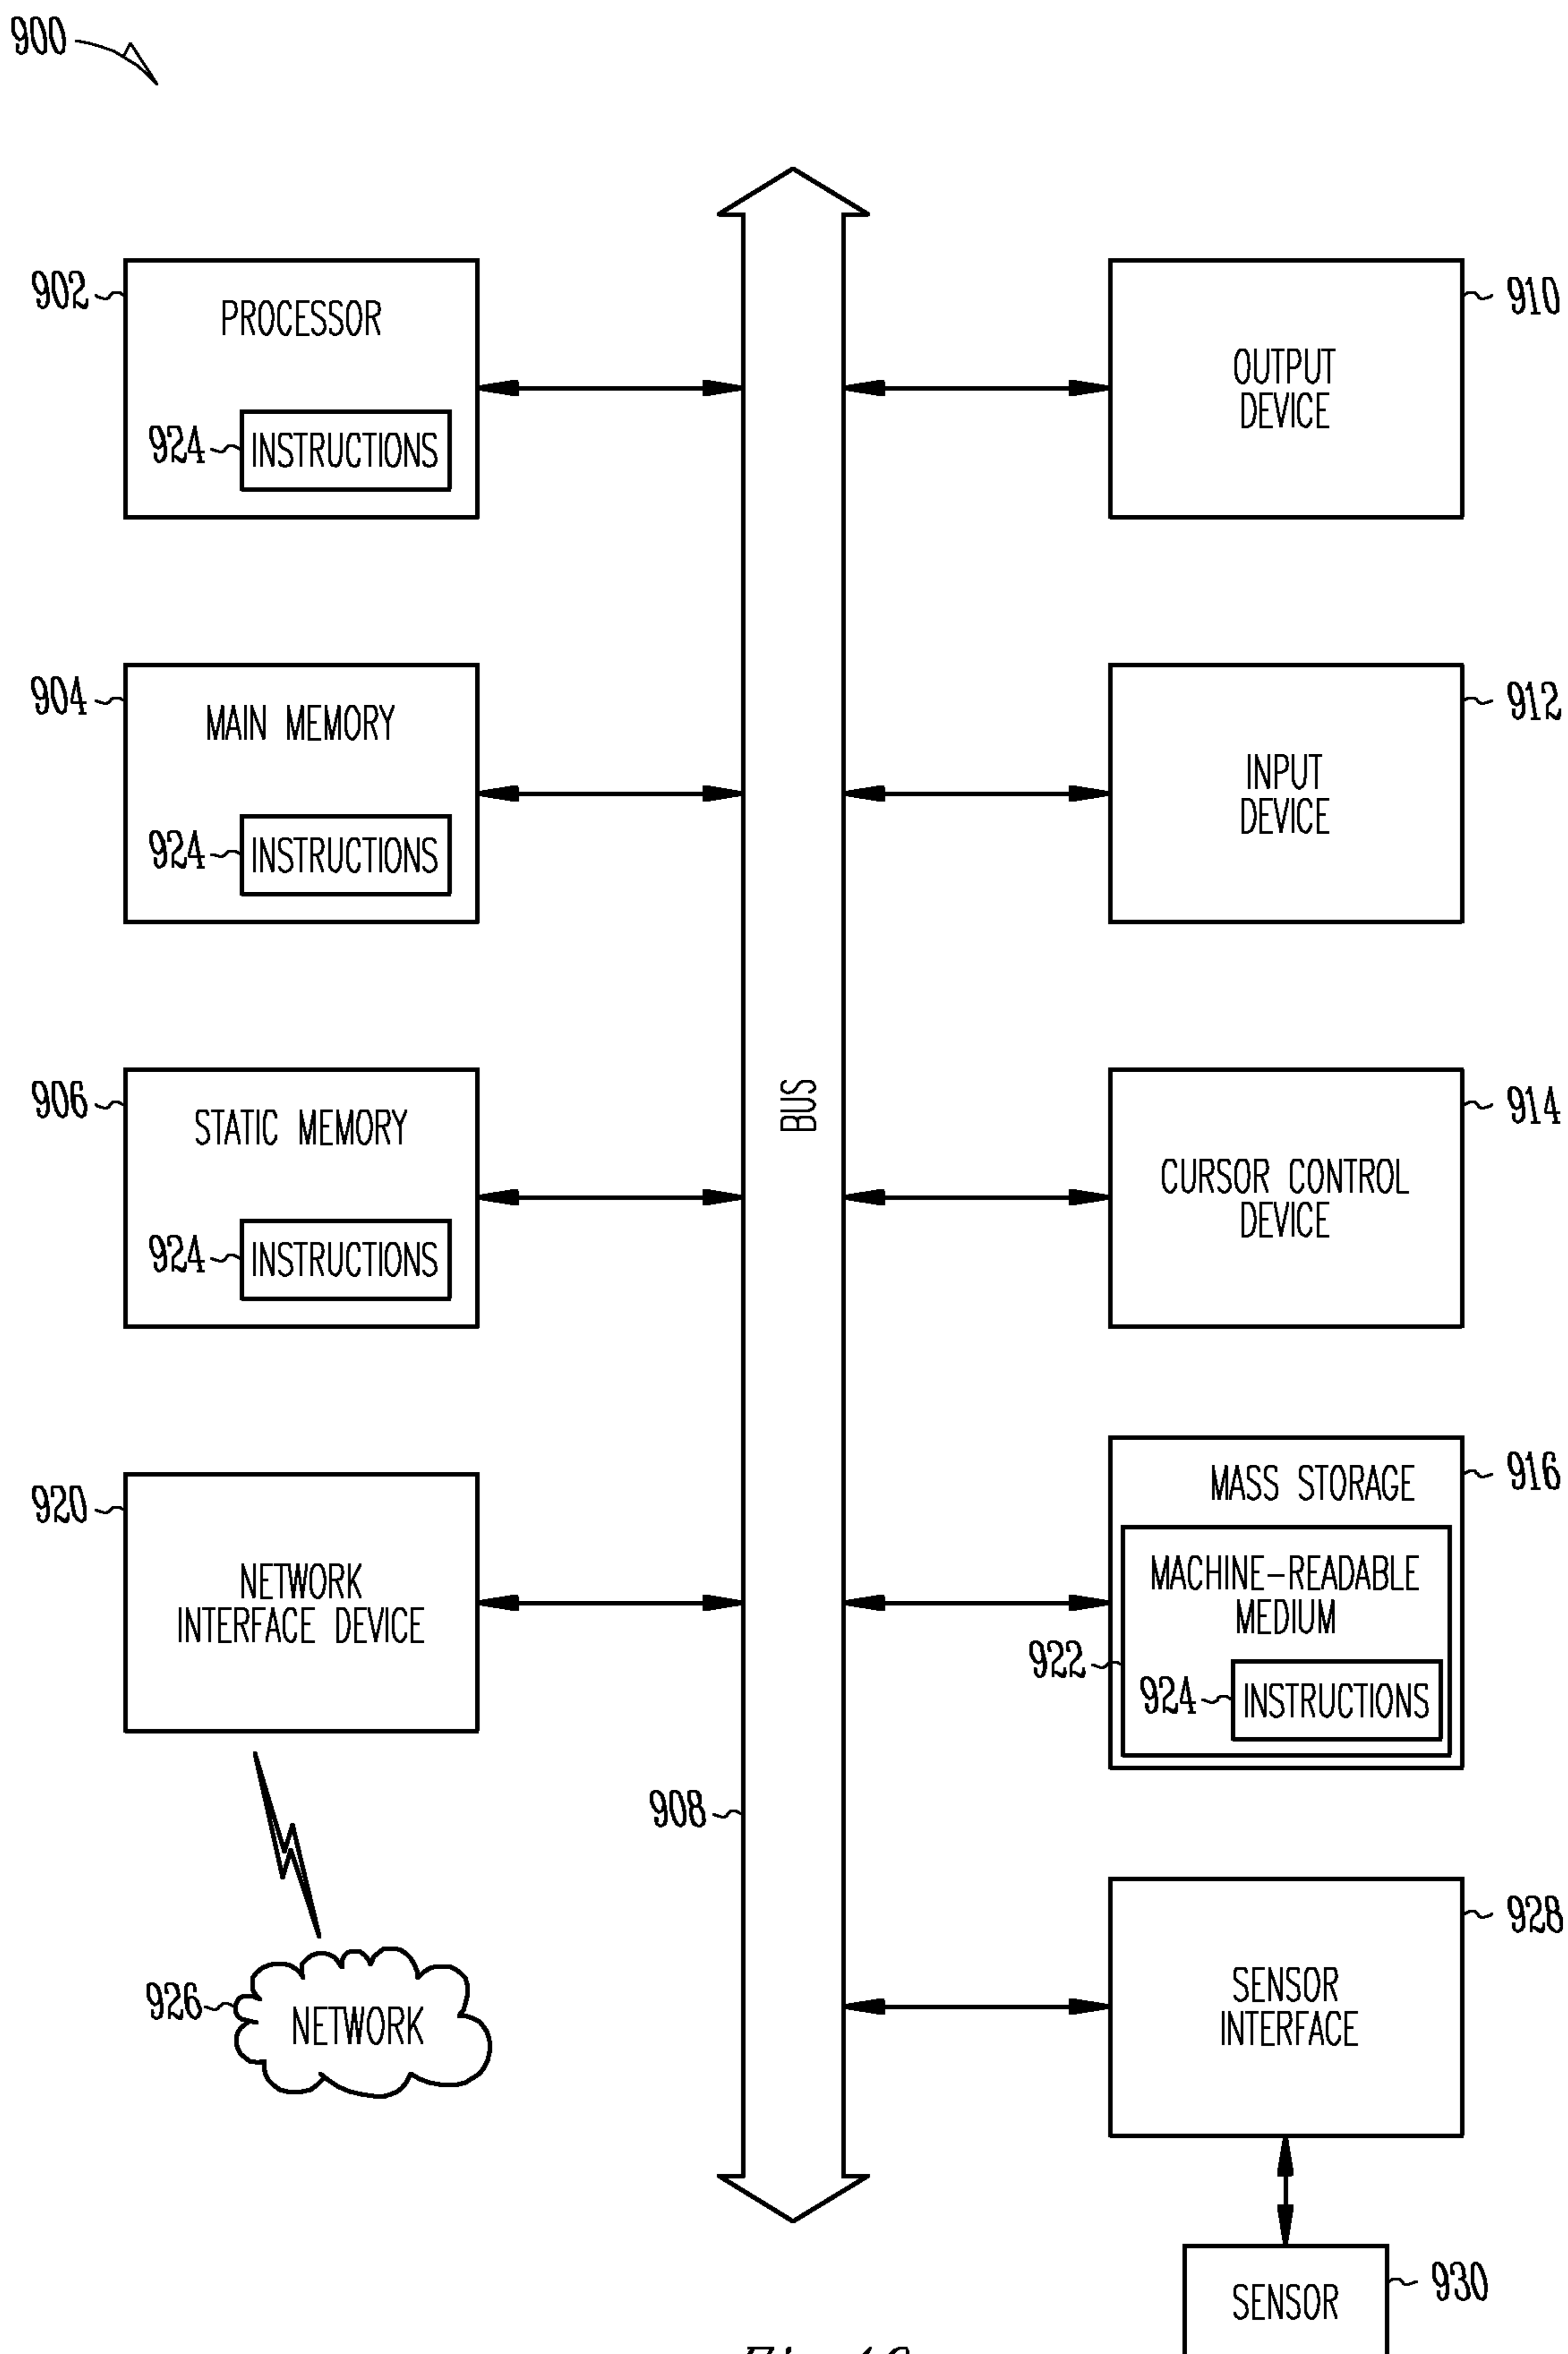 900
902
PROCESSOR
924
INSTRUCTIONS
910
OUTPUT
DEVICE
904
MAIN MEMORY
924
INSTRUCTIONS
912
INPUT
DEVICE
906
STATIC MEMORY
924
INSTRUCTIONS
BUS
914
CURSOR CONTROL
DEVICE
920
NETWORK
INTERFACE DEVICE
916
MASS STORAGE
MACHINE-READABLE
MEDIUM
922
924
INSTRUCTIONS
908
926
NETWORK
928
SENSOR
INTERFACE
930
SENSOR